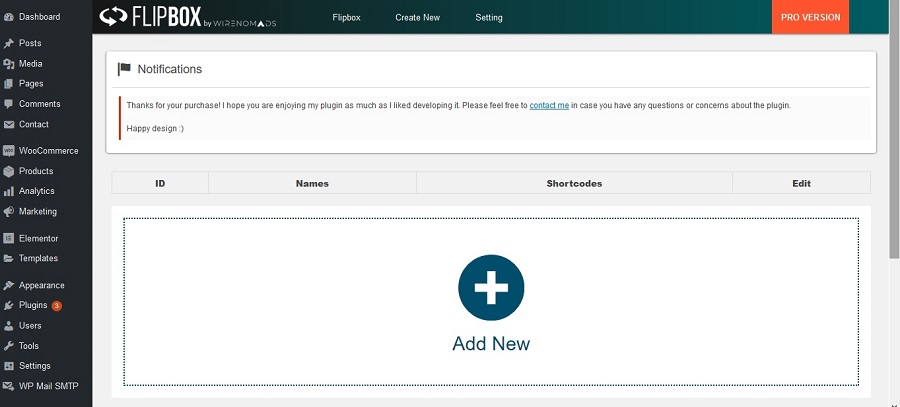 Dashboard
Posts
Media
Pages
Comments
Contact
WooCommerce
Products
Analytics
Marketing
Elementor
Templates
Appearance
Plugins 3
Users
Tools
Settings
WP Mail SMTP
FLIPBOX by WIRENOMADS
Flipbox Create New Setting PRO VERSION
Notifications
Thanks for your purchase! I hope you are enjoying my plugin as much as I liked developing it. Please feel free to contact me in case you have any questions or concerns about the plugin.
Happy design :)
ID Names Shortcodes Edit
Add New